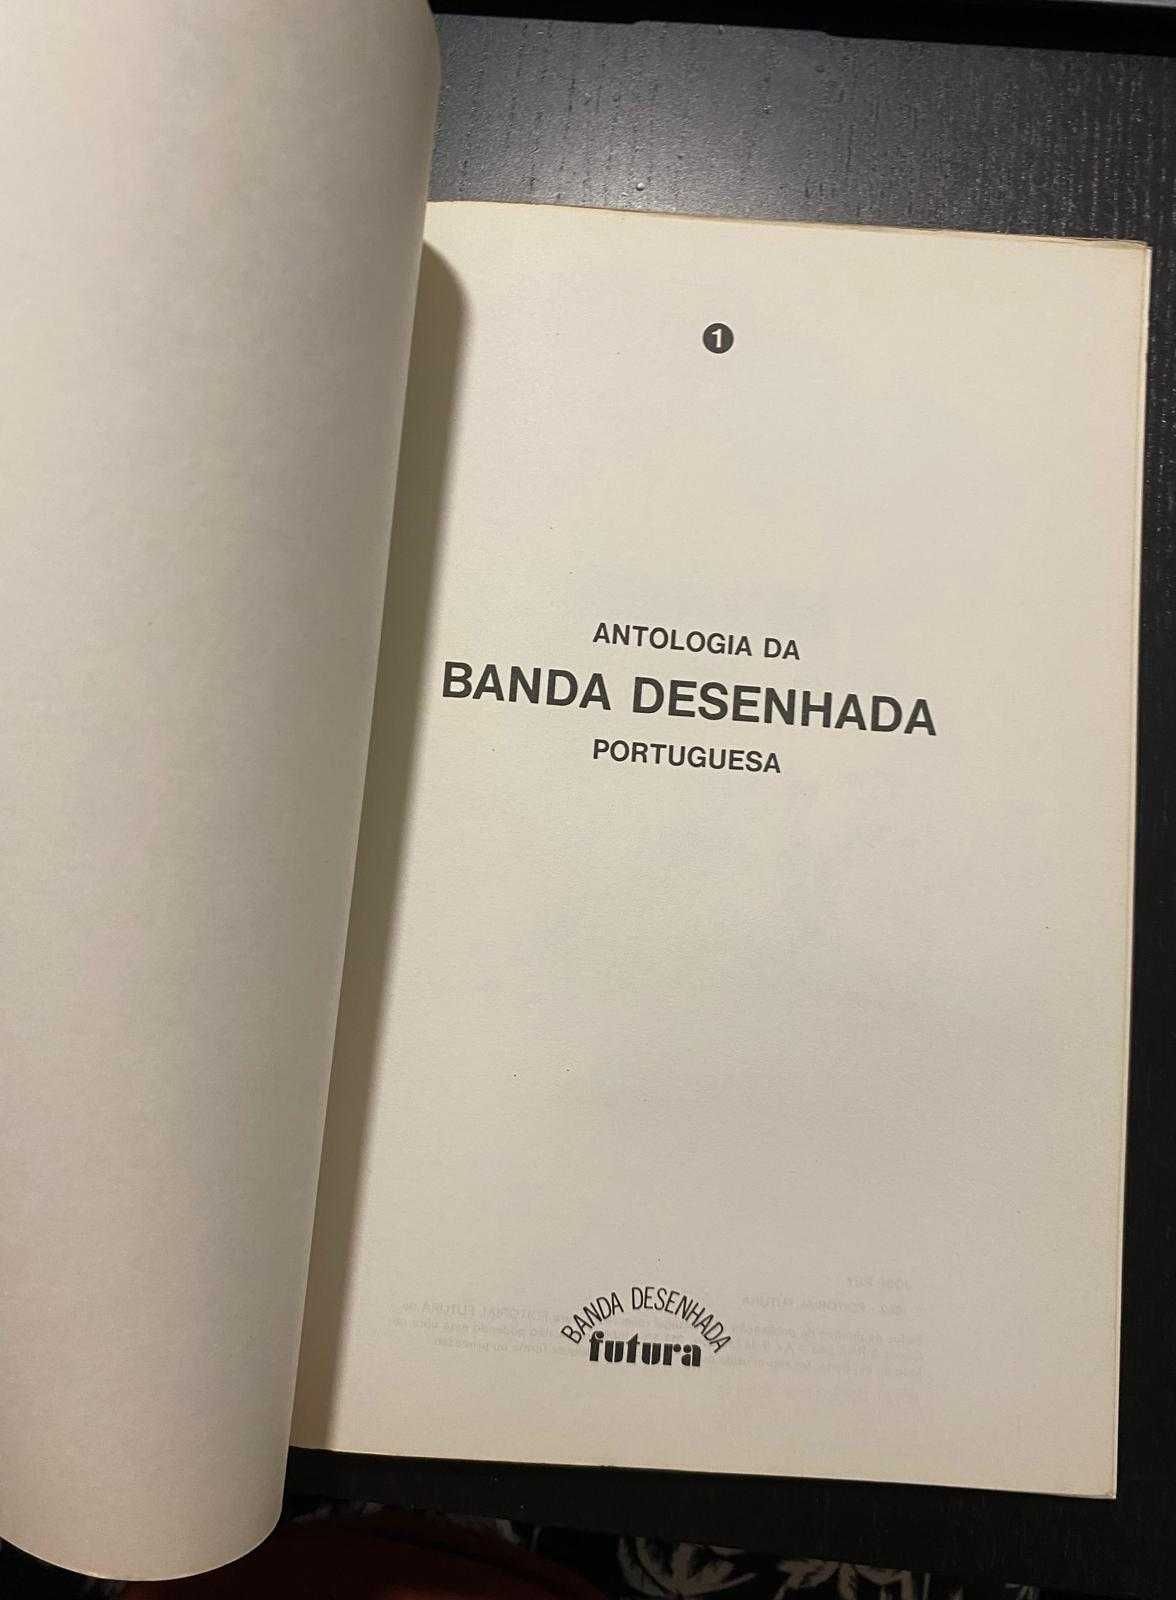 1
ANTOLOGIA DA
BANDA DESENHADA
PORTUGUESA
BANDA DESENHADA
futura